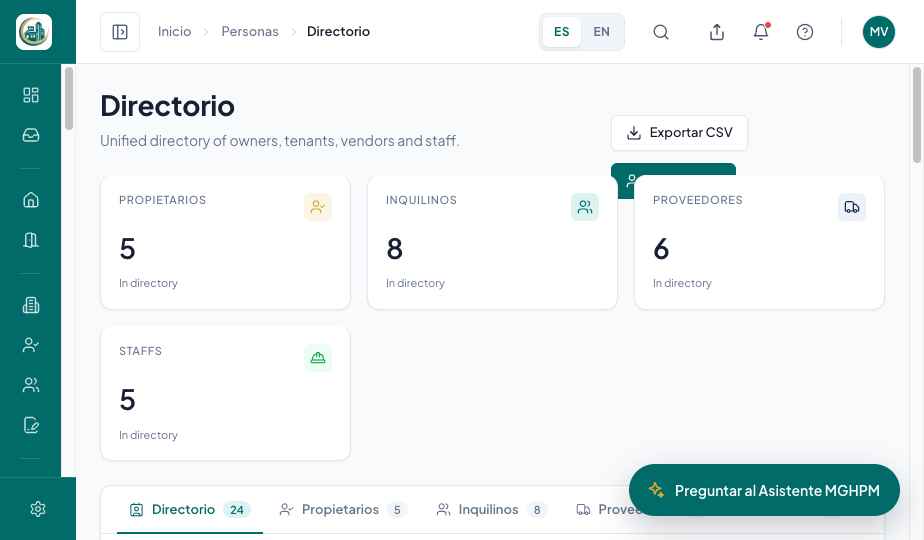 Inicio > Personas > Directorio
ES EN
MV
Directorio
Unified directory of owners, tenants, vendors and staff.
Exportar CSV
PROPIETARIOS
5
In directory
INQUILINOS
8
In directory
PROVEEDORES
6
In directory
STAFFS
5
In directory
Directorio 24 Propietarios 5 Inquilinos 8
Preguntar al Asistente MGHPM